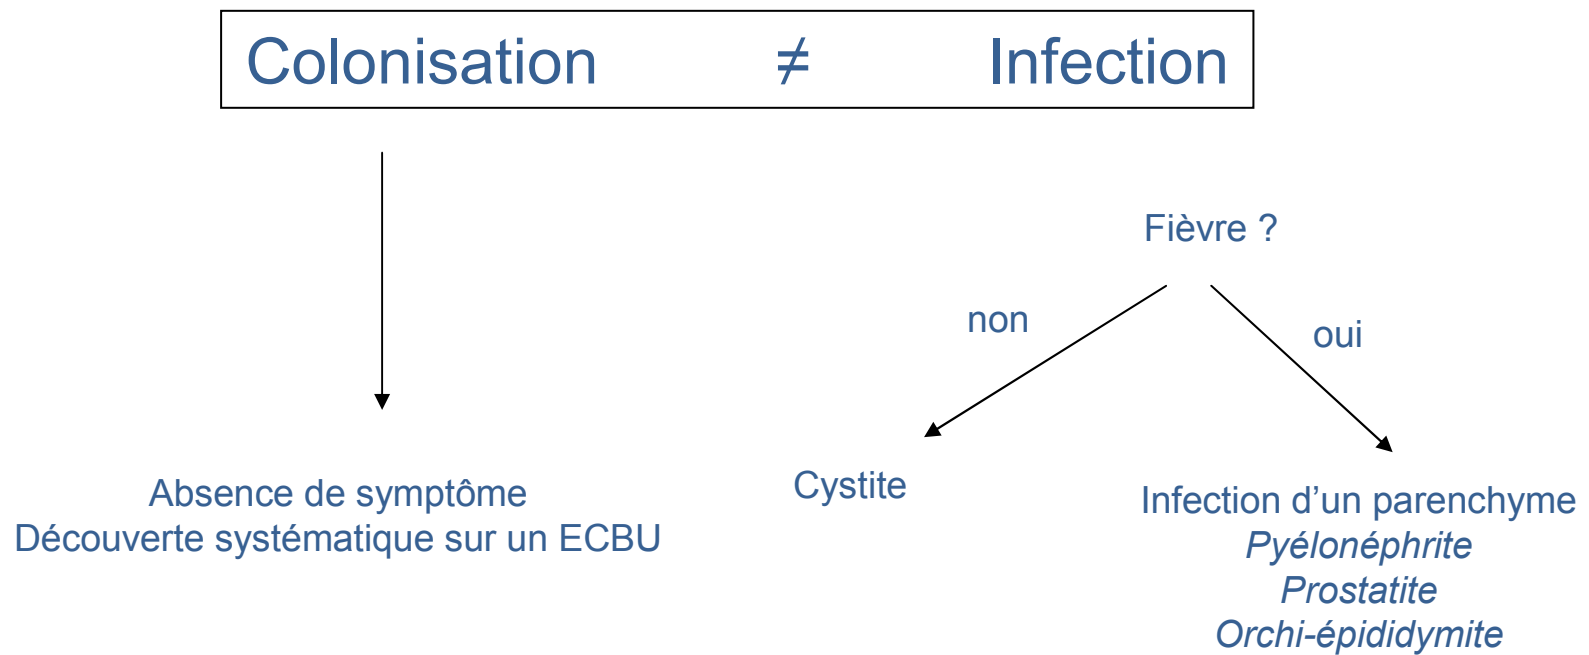 Colonisation ≠ Infection
Fièvre ?
non
oui
Absence de symptôme
Découverte systématique sur un ECBU
Cystite
Infection d’un parenchyme
Pyélonéphrite
Prostatite
Orchi-épididymite